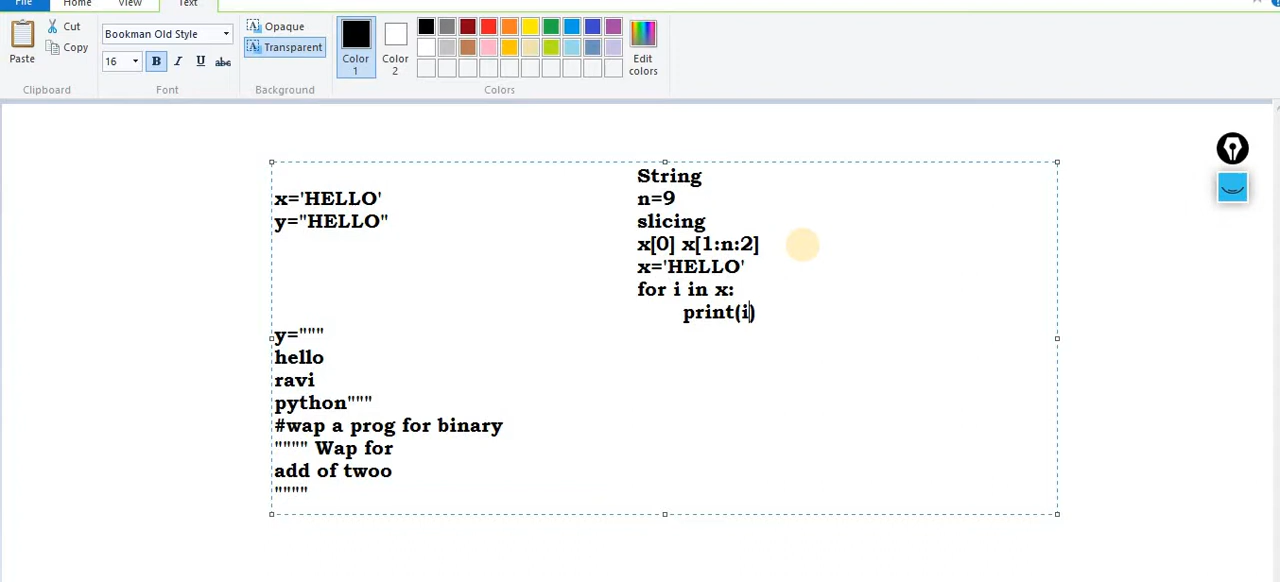 File Home View Text
Paste
Cut
Copy
Clipboard
Bookman Old Style
16 B I U abc
Font
Opaque
Transparent
Background
Color 1
Color 2
Edit colors
Colors
String
x='HELLO' n=9
y="HELLO" slicing
x[0] x[1:n:2]
x='HELLO'
for i in x:
print(i)
y="""
hello
ravi
python"""
#wap a prog for binary
"""" Wap for
add of twoo
""""